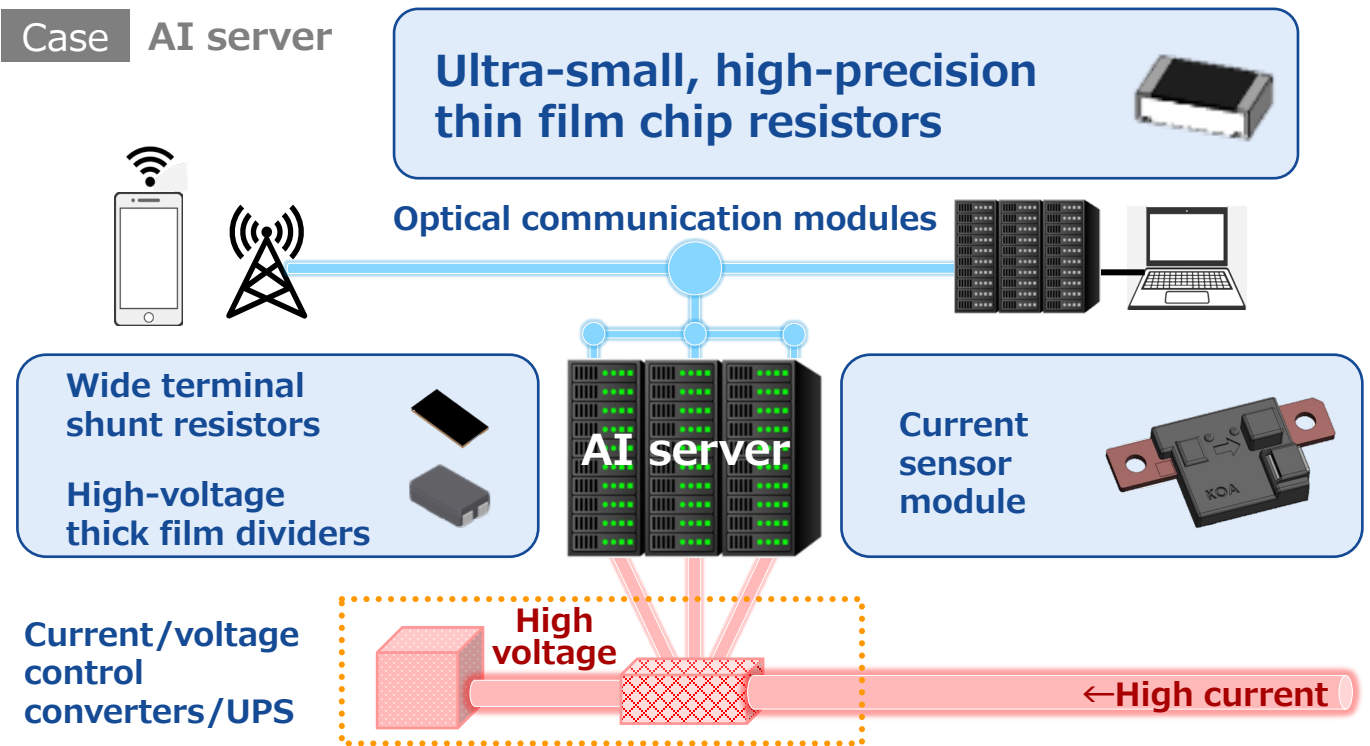 Case AI server
Ultra-small, high-precision
thin film chip resistors
Optical communication modules
Wide terminal
shunt resistors
High-voltage
thick film dividers
AI server
Current
sensor
module
KOA
Current/voltage
control
converters/UPS
High
voltage
←High current